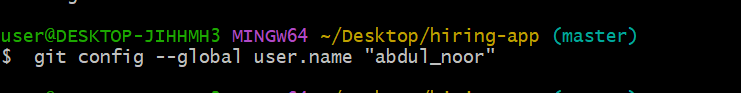 user@DESKTOP-JIHHMH3 MINGW64 ~/Desktop/hiring-app (master)
$  git config --global user.name "abdul_noor"